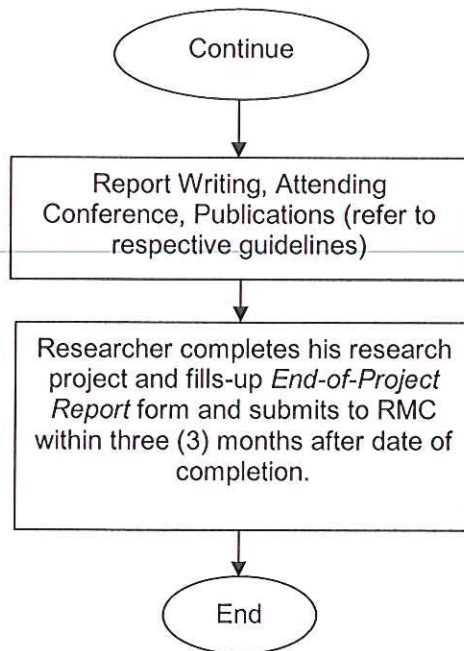 Continue
Report Writing, Attending
Conference, Publications (refer to
respective guidelines)
Researcher completes his research
project and fills-up End-of-Project
Report form and submits to RMC
within three (3) months after date of
completion.
End